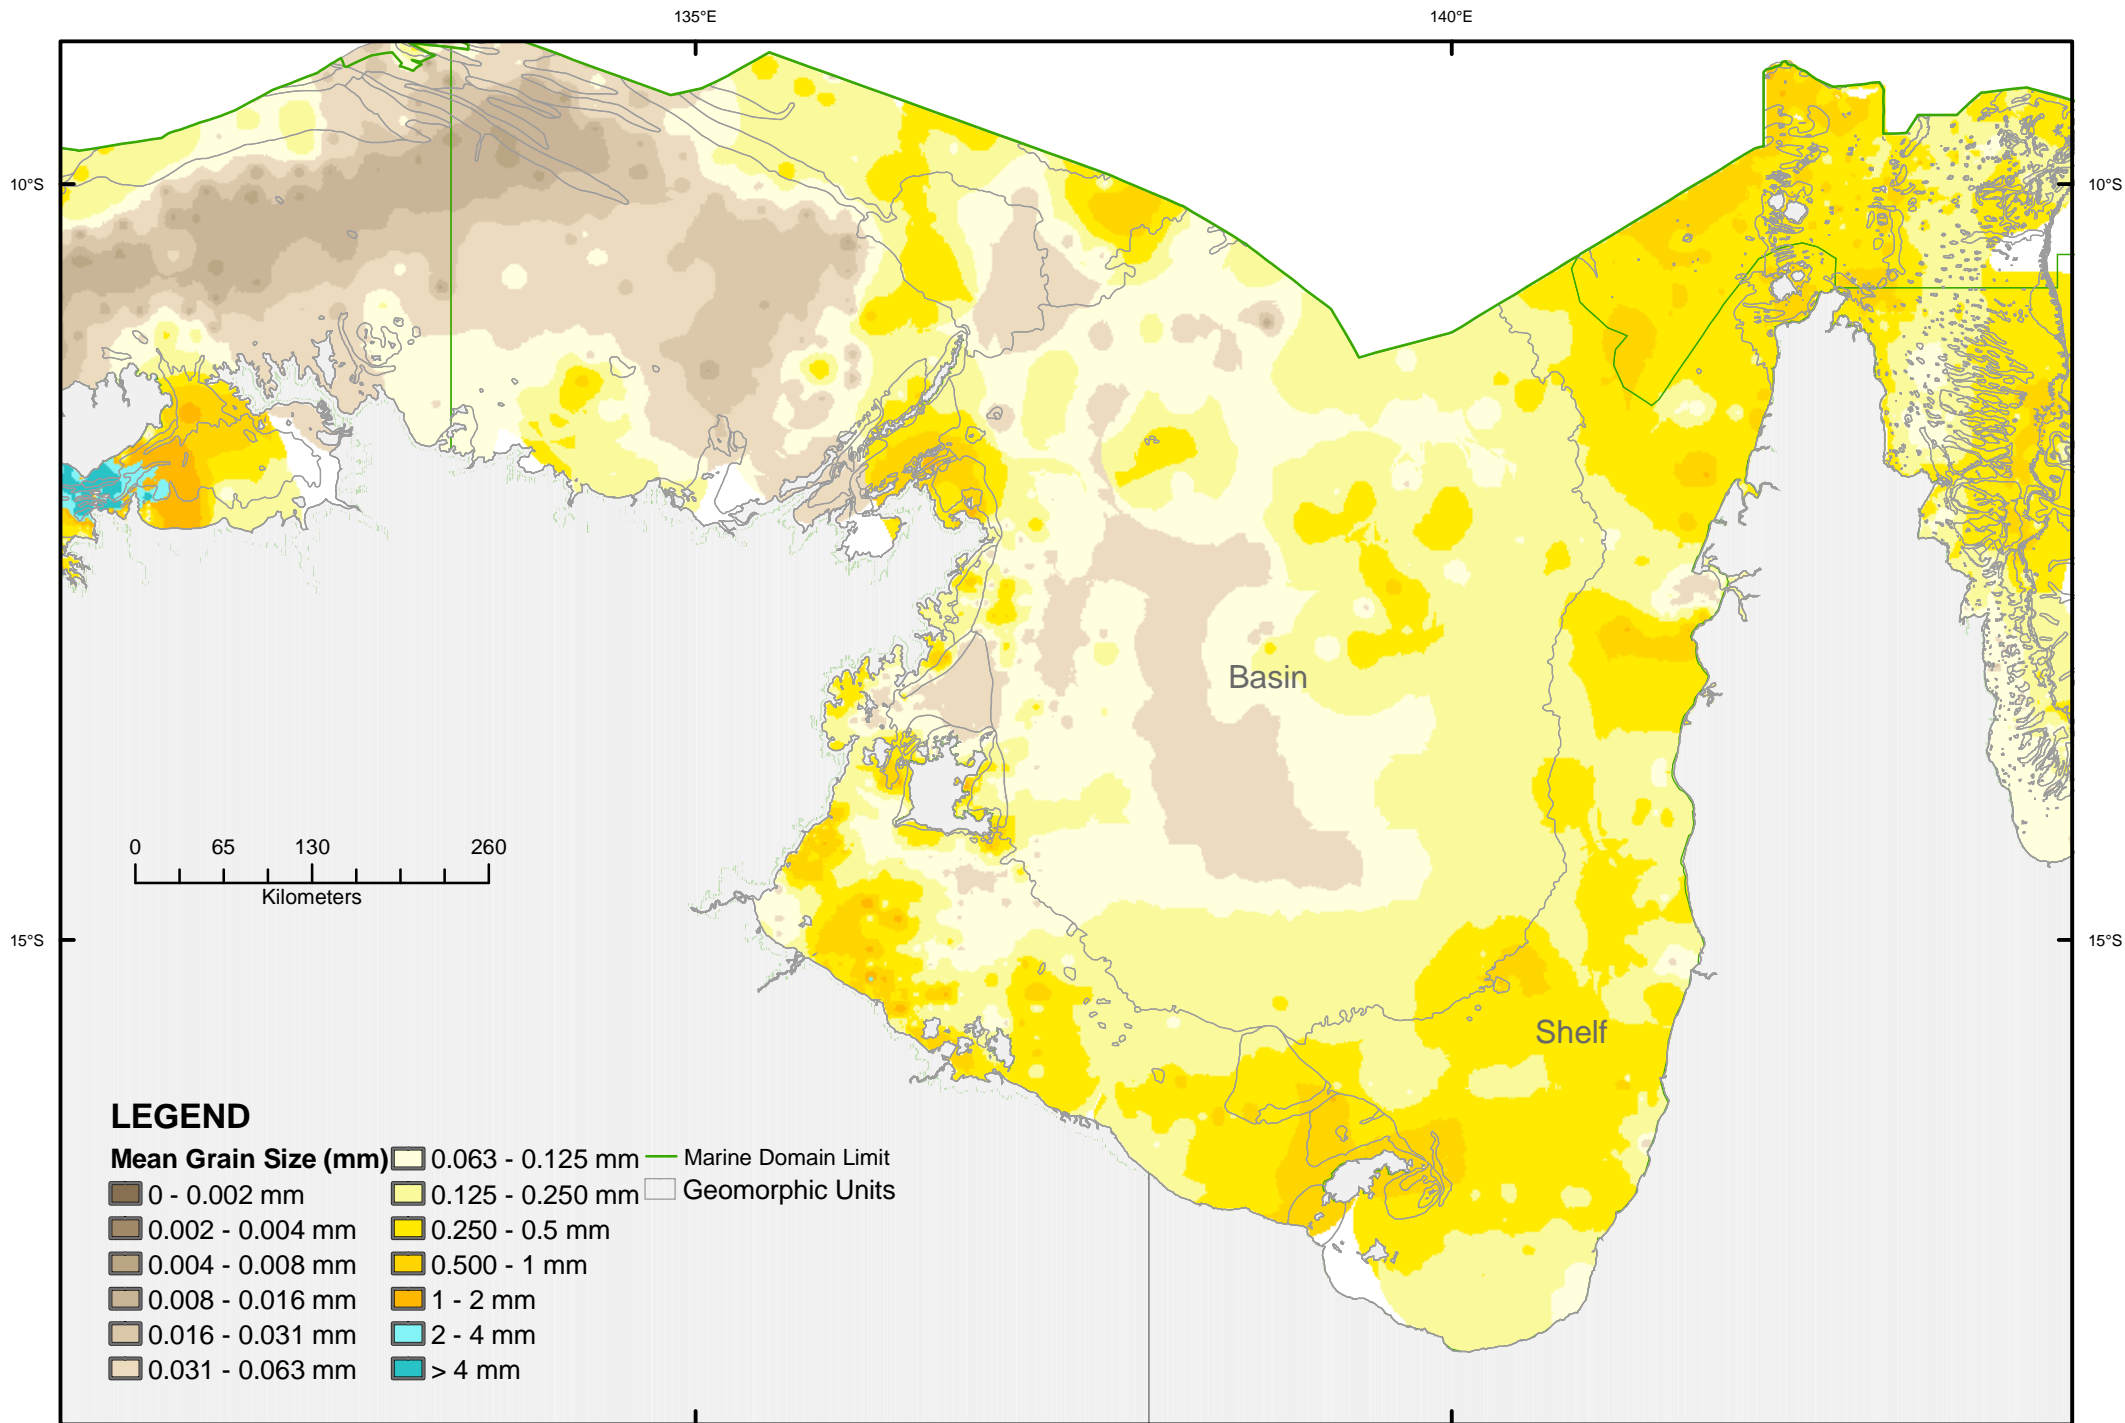 135°E 140°E
10°S 10°S
Basin
0 65 130 260
Kilometers
15°S 15°S
Shelf
LEGEND
Mean Grain Size (mm)
0 - 0.002 mm
0.002 - 0.004 mm
0.004 - 0.008 mm
0.008 - 0.016 mm
0.016 - 0.031 mm
0.031 - 0.063 mm
0.063 - 0.125 mm
0.125 - 0.250 mm
0.250 - 0.5 mm
0.500 - 1 mm
1 - 2 mm
2 - 4 mm
> 4 mm
Marine Domain Limit
Geomorphic Units